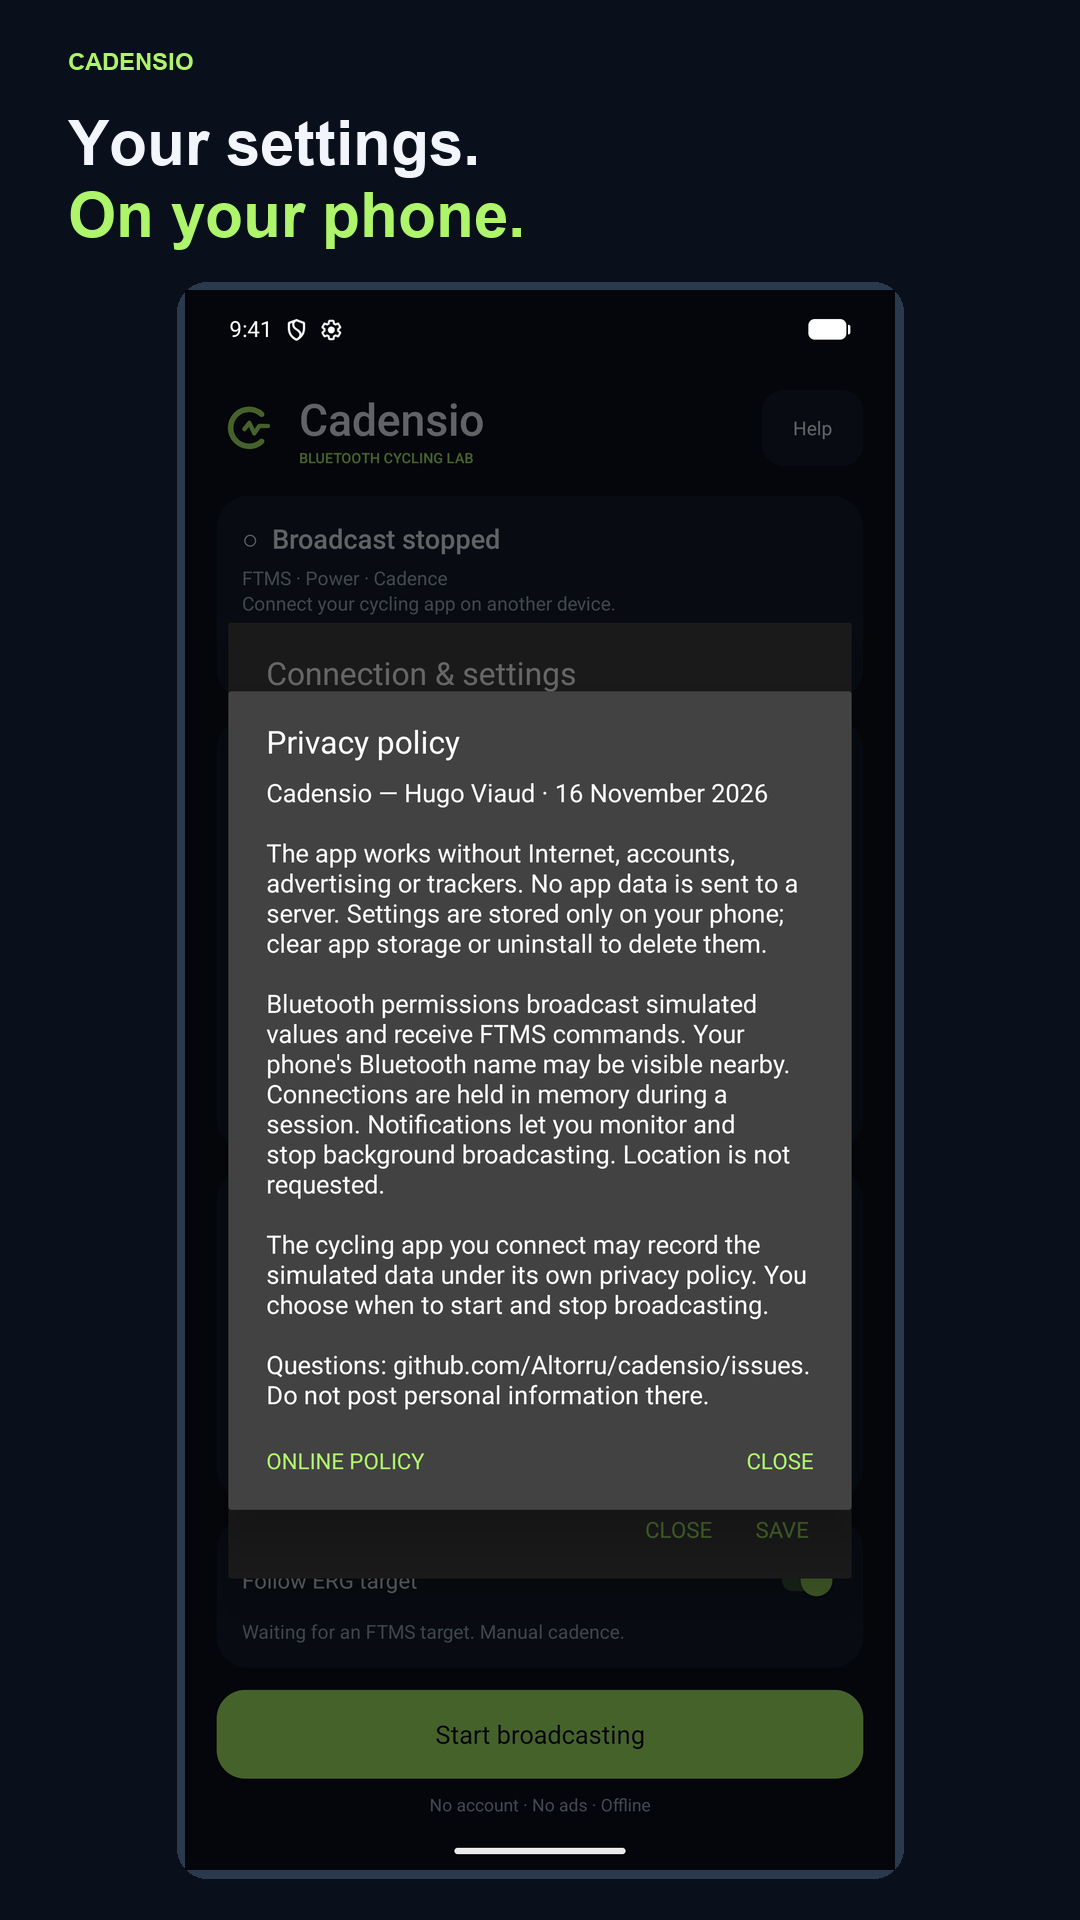 CADENSIO
Your settings.
On your phone.
9:41
Cadensio
BLUETOOTH CYCLING LAB
Help
Broadcast stopped
FTMS · Power · Cadence
Connect your cycling app on another device.
Connection & settings
Privacy policy
Cadensio — Hugo Viaud · 16 November 2026
The app works without Internet, accounts,
advertising or trackers. No app data is sent to a
server. Settings are stored only on your phone;
clear app storage or uninstall to delete them.
Bluetooth permissions broadcast simulated
values and receive FTMS commands. Your
phone's Bluetooth name may be visible nearby.
Connections are held in memory during a
session. Notifications let you monitor and
stop background broadcasting. Location is not
requested.
The cycling app you connect may record the
simulated data under its own privacy policy. You
choose when to start and stop broadcasting.
Questions: github.com/Altorru/cadensio/issues.
Do not post personal information there.
ONLINE POLICY CLOSE
CLOSE SAVE
Follow ERG target
Waiting for an FTMS target. Manual cadence.
Start broadcasting
No account · No ads · Offline